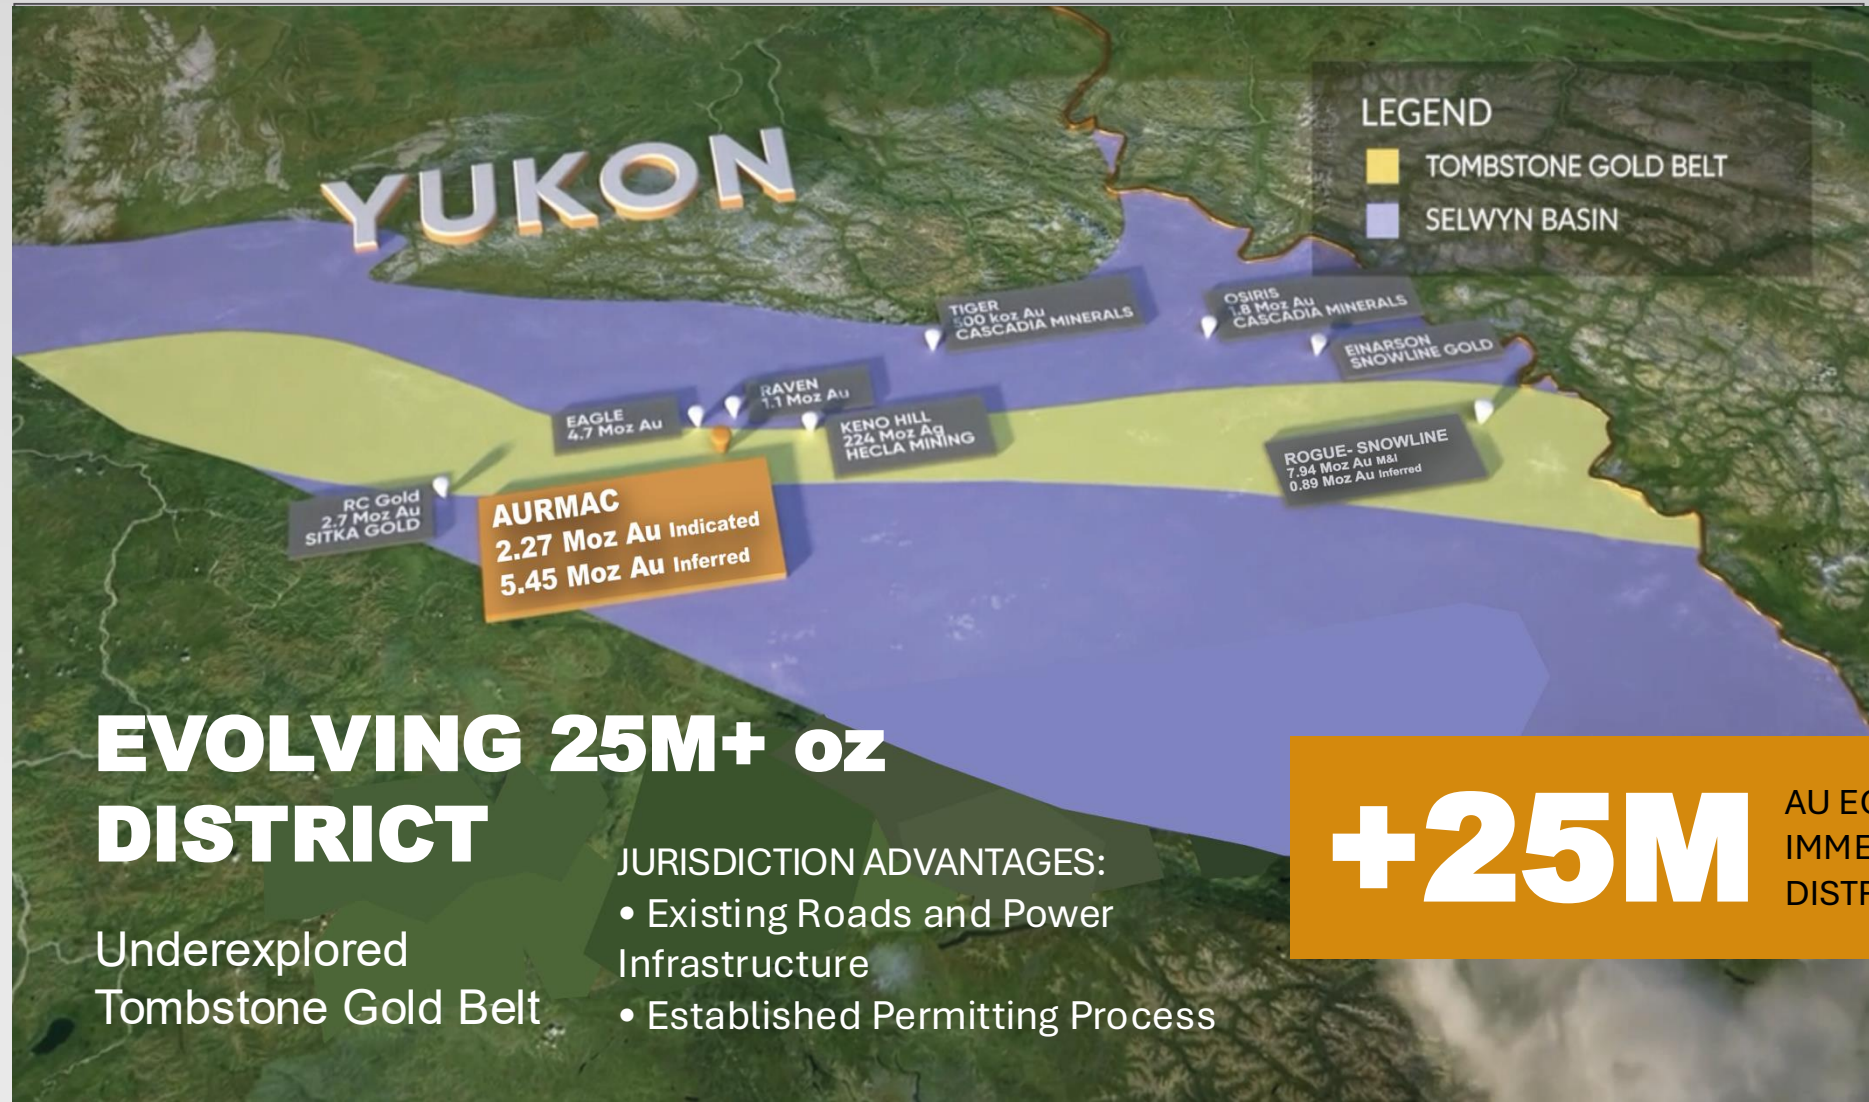 YUKON
LEGEND
TOMBSTONE GOLD BELT
SELWYN BASIN
TIGER
500 koz Au
CASCADIA MINERALS
OSIRIS
1.8 Moz Au
CASCADIA MINERALS
EINARSON
SNOWLINE GOLD
RAVEN
1.1 Moz Au
EAGLE
4.7 Moz Au
KENO HILL
224 Moz Ag
HECLA MINING
ROGUE- SNOWLINE
7.94 Moz Au M&I
0.89 Moz Au Inferred
RC Gold
2.7 Moz Au
SITKA GOLD
AURMAC
2.27 Moz Au Indicated
5.45 Moz Au Inferred
EVOLVING 25M+ oz
DISTRICT
Underexplored
Tombstone Gold Belt
JURISDICTION ADVANTAGES:
• Existing Roads and Power
Infrastructure
• Established Permitting Process
+25M
AU